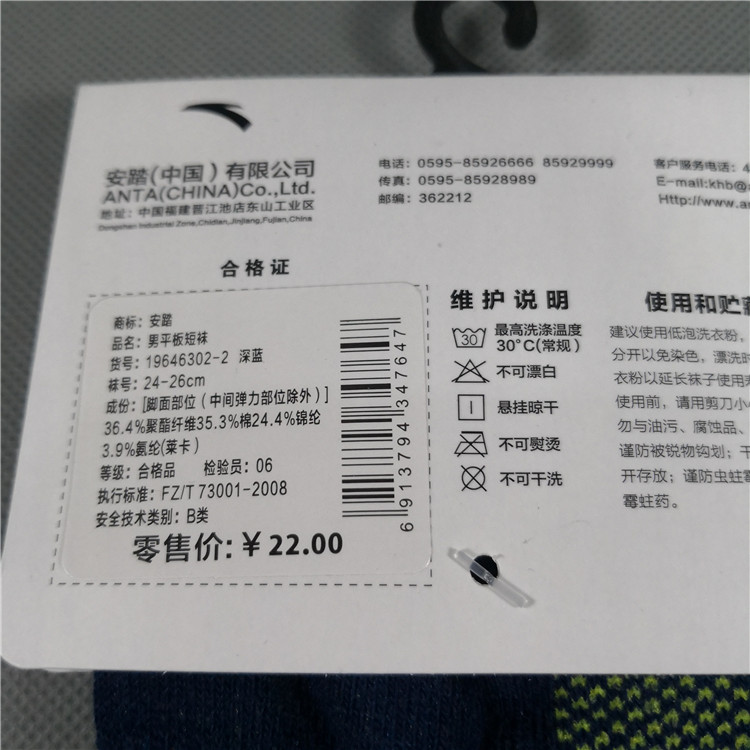 安踏(中国)有限公司
ANTA(CHINA)Co.,Ltd.
地址：中国福建晋江池店东山工业区
Dongshan Industrial Zone,Chidian,Jinjiang,Fujian,China
电话：0595-85926666 85929999
传真：0595-85928989
邮编：362212
客户服务电话：4
E-mail:khb@
Http://www.an
合格证
商标：安踏
品名：男平板短袜
货号：19646302-2 深蓝
袜号：24-26cm
成份：[脚面部位（中间弹力部位除外）]
36.4%聚酯纤维35.3%棉24.4%锦纶
3.9%氨纶(莱卡)
等级：合格品 检验员：06
执行标准：FZ/T 73001-2008
安全技术类别：B类
零售价:￥22.00
6913794347647
维护说明
30
最高洗涤温度
30°C(常规)
不可漂白
悬挂晾干
不可熨烫
不可干洗
使用和贮藏
建议使用低泡洗衣粉，
分开以免染色，漂洗时
衣粉以延长袜子使用寿
使用前，请用剪刀小心
勿与油污、腐蚀品、
谨防被锐物钩划；干
开存放；谨防虫蛀霉
霉蛀药。